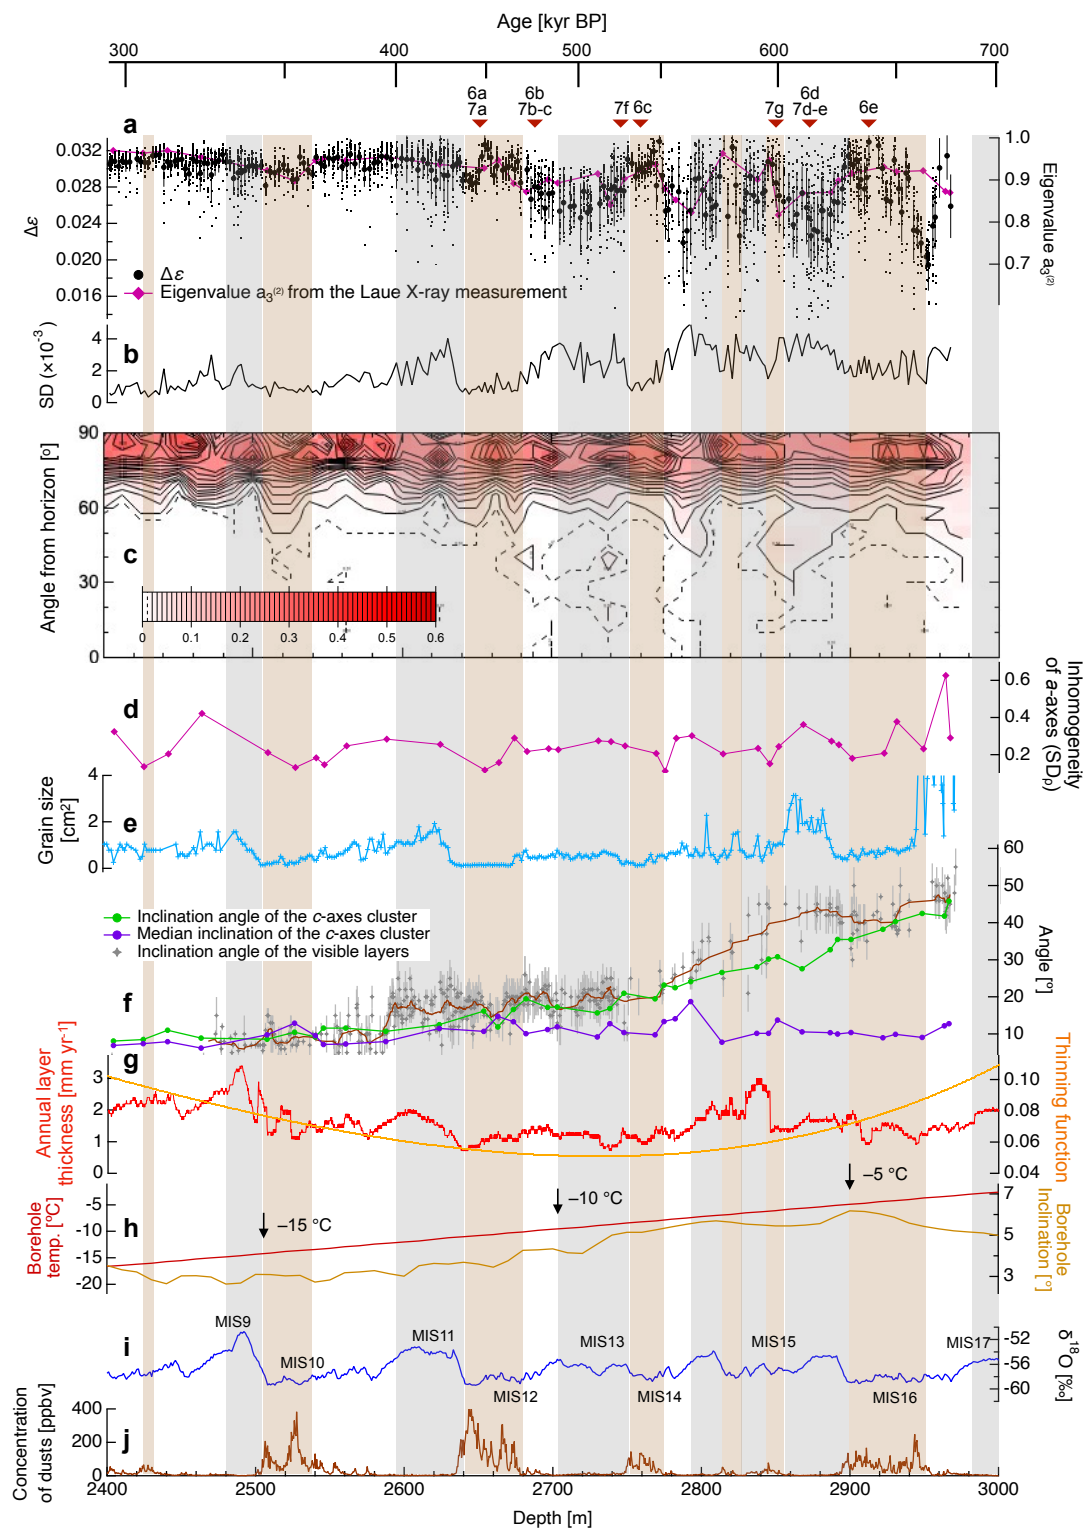 Age [kyr BP]
300 400 500 600 700
6a 6b 6d
7a 7b-c 7f 6c 7g 7d-e 6e
a
0.032
0.028
0.024
0.020
0.016
Δε
1.0
0.9
0.8
0.7
Eigenvalue a₃⁽²⁾
Δε
Eigenvalue a₃⁽²⁾ from the Laue X-ray measurement
b
4
2
0
SD (×10⁻³)
90
60
30
0
Angle from horizon [º]
c
0 0.1 0.2 0.3 0.4 0.5 0.6
d
0.6
0.4
0.2
Inhomogeneity
of a-axes (SDρ)
4
2
0
Grain size
[cm²]
e
60
50
40
30
20
10
Angle [º]
Inclination angle of the c-axes cluster
Median inclination of the c-axes cluster
Inclination angle of the visible layers
f
g
3
2
1
0
Annual layer
thickness [mm yr⁻¹]
0.10
0.08
0.06
0.04
Thinning function
–15 °C
–10 °C
–5 °C
h
-5
-10
-15
-20
Borehole
temp. [°C]
7
5
3
Borehole
Inclination [°]
i
MIS9
MIS10
MIS11
MIS12
MIS13
MIS14
MIS15
MIS16
MIS17
-52
-56
-60
δ¹⁸O [‰]
j
400
200
0
Concentration
of dusts [ppbv]
2400 2500 2600 2700 2800 2900 3000
Depth [m]